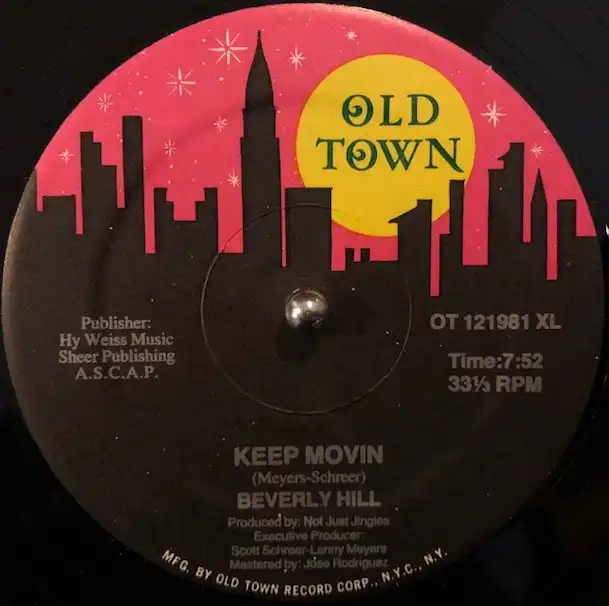 OLD
TOWN
Publisher:
Hy Weiss Music
Sheer Publishing
A.S.C.A.P.
OT 121981 XL
Time:7:52
33⅓ RPM
KEEP MOVIN
(Meyers-Schreer)
BEVERLY HILL
Produced by: Not Just Jingles
Executive Producer:
Scott Schreer-Lanny Meyers
Mastered by: Jose Rodriguez
MFG. BY OLD TOWN RECORD CORP., N.Y.C., N.Y.